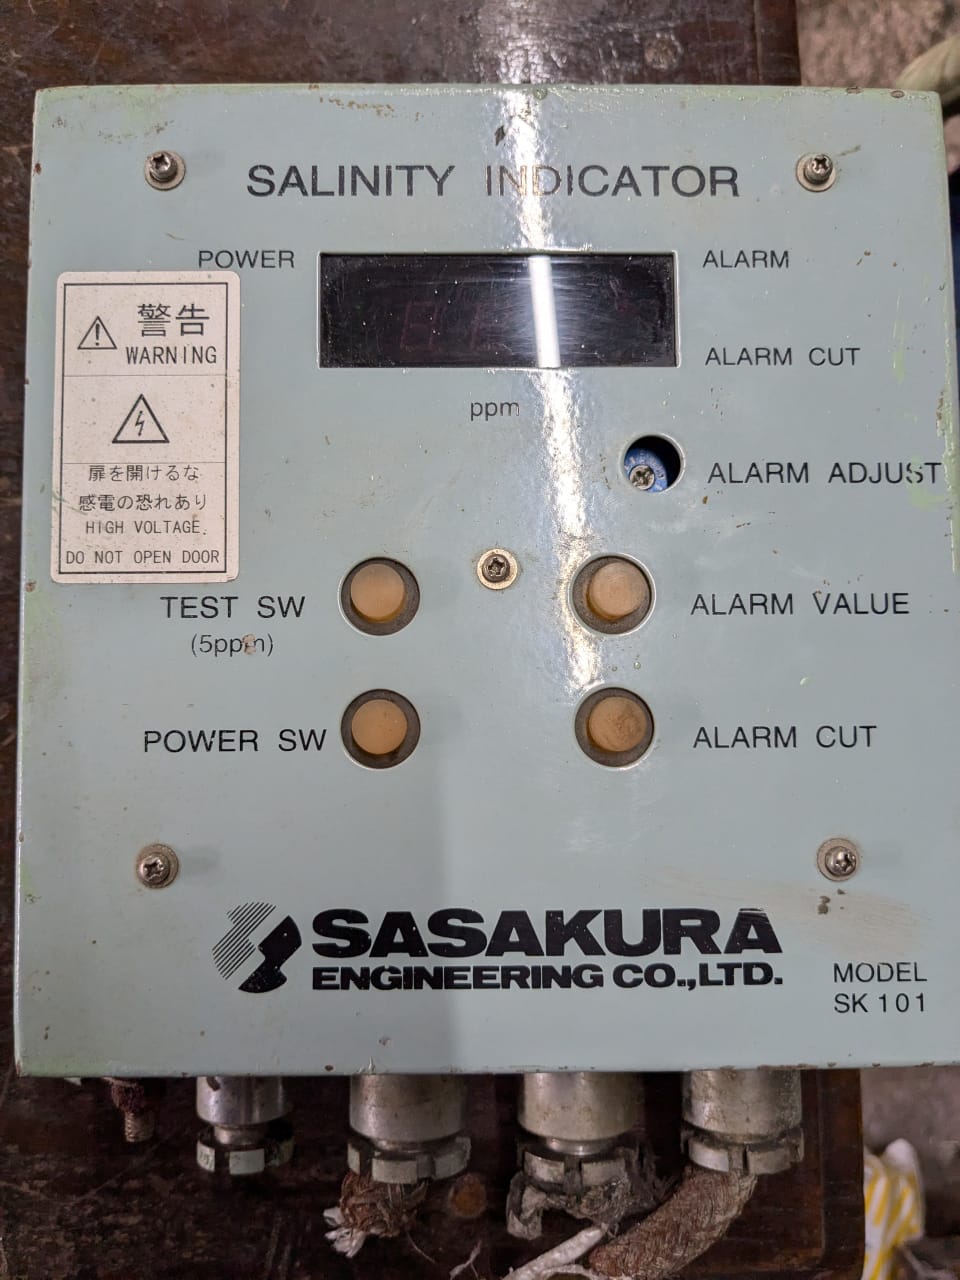 SALINITY INDICATOR
POWER
ALARM
警告
WARNING
ALARM CUT
ppm
扉を開けるな
感電の恐れあり
HIGH VOLTAGE.
DO NOT OPEN DOOR
ALARM ADJUST
TEST SW
(5ppm)
ALARM VALUE
POWER SW
ALARM CUT
SASAKURA
ENGINEERING CO.,LTD.
MODEL
SK 101